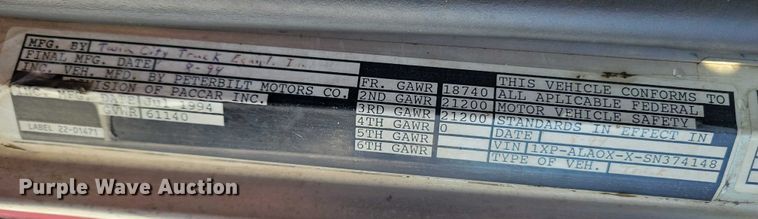 MFG. BY Twin City Truck Equip. Inc
FINAL MFG. DATE 8-94
INC. VEH. MFD. BY PETERBILT MOTORS CO.
DIVISION OF PACCAR INC.
INC. MFG. DATE JUL 1994
GVWR 61140
LABEL 22-01471
FR. GAWR 18740
2ND GAWR 21200
3RD GAWR 21200
4TH GAWR 0
5TH GAWR
6TH GAWR
THIS VEHICLE CONFORMS TO
ALL APLICABLE FEDERAL
MOTOR VEHICLE SAFETY
STANDARDS IN EFFECT IN
DATE
VIN 1XP-ALAOX-X-SN374148
TYPE OF VEH.
Purple Wave Auction